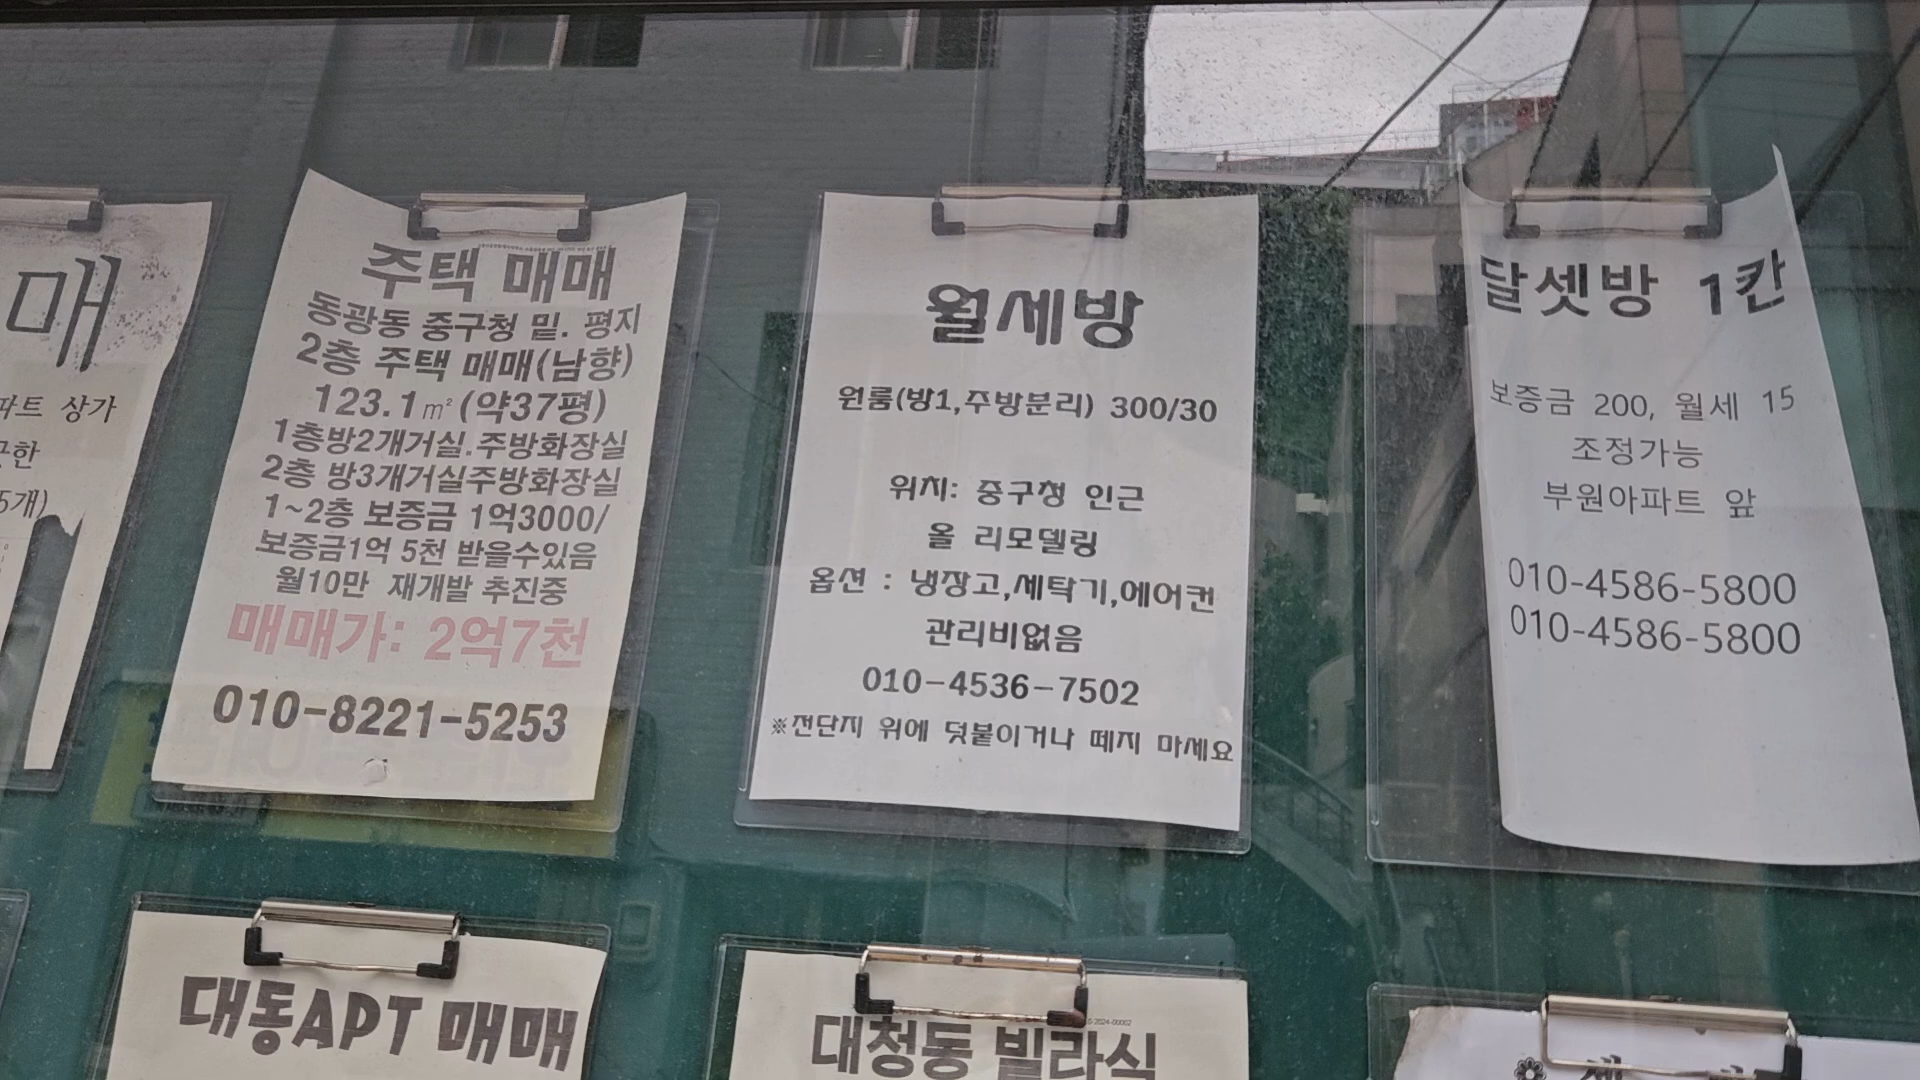 매
파트 상가
5개)
주택 매매
동광동 중구청 밑. 평지
2층 주택 매매(남향)
123.1㎡(약37평)
1층방2개거실.주방화장실
2층 방3개거실주방화장실
1~2층 보증금 1억3000/
보증금1억 5천 받을수있음
월10만 재개발 추진중
매매가: 2억7천
010-8221-5253
월세방
원룸(방1,주방분리) 300/30
위치: 중구청 인근
올 리모델링
옵션 : 냉장고,세탁기,에어컨
관리비없음
010-4536-7502
※전단지 위에 덧붙이거나 떼지 마세요
달셋방 1칸
보증금 200, 월세 15
조정가능
부원아파트 앞
010-4586-5800
010-4586-5800
대동APT 매매
대청동 빌라식